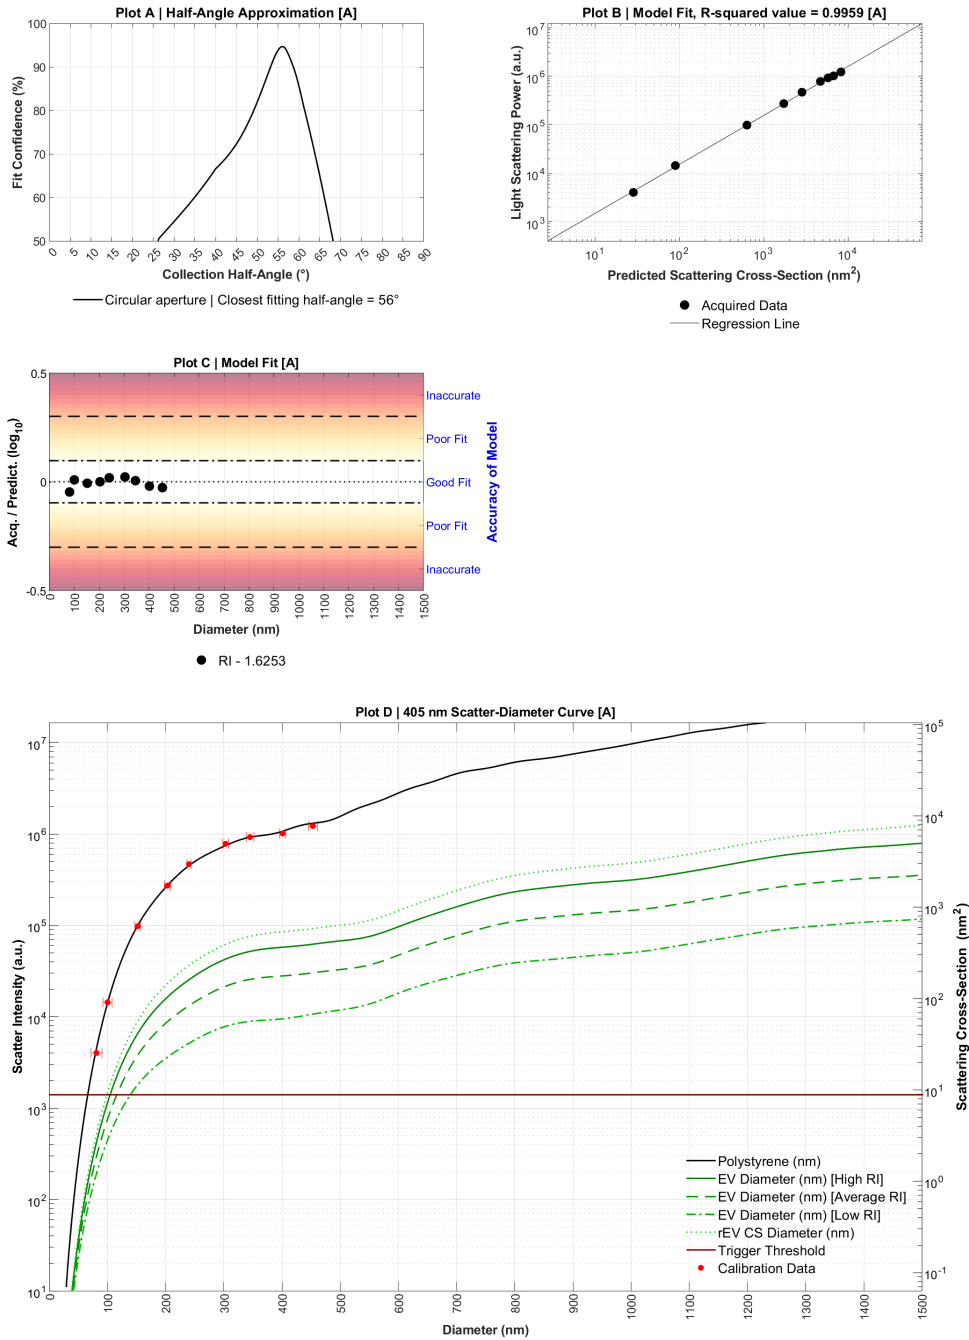 Plot A | Half-Angle Approximation [A]
100
90
80
70
60
50
Fit Confidence (%)
0 5 10 15 20 25 30 35 40 45 50 55 60 65 70 75 80 85 90
Collection Half-Angle (°)
Circular aperture | Closest fitting half-angle = 56°
Plot B | Model Fit, R-squared value = 0.9959 [A]
10^7
10^6
10^5
10^4
10^3
Light Scattering Power (a.u.)
10^1 10^2 10^3 10^4
Predicted Scattering Cross-Section (nm^2)
Acquired Data
Regression Line
Plot C | Model Fit [A]
0.5
0
-0.5
Acq. / Predict. (log_10)
Inaccurate
Poor Fit
Good Fit
Poor Fit
Inaccurate
Accuracy of Model
0 100 200 300 400 500 600 700 800 900 1000 1100 1200 1300 1400 1500
Diameter (nm)
RI - 1.6253
Plot D | 405 nm Scatter-Diameter Curve [A]
10^7
10^6
10^5
10^4
10^3
10^2
10^1
Scatter Intensity (a.u.)
10^5
10^4
10^3
10^2
10^1
10^0
10^-1
Scattering Cross-Section (nm^2)
Polystyrene (nm)
EV Diameter (nm) [High RI]
EV Diameter (nm) [Average RI]
EV Diameter (nm) [Low RI]
rEV CS Diameter (nm)
Trigger Threshold
Calibration Data
0 100 200 300 400 500 600 700 800 900 1000 1100 1200 1300 1400 1500
Diameter (nm)